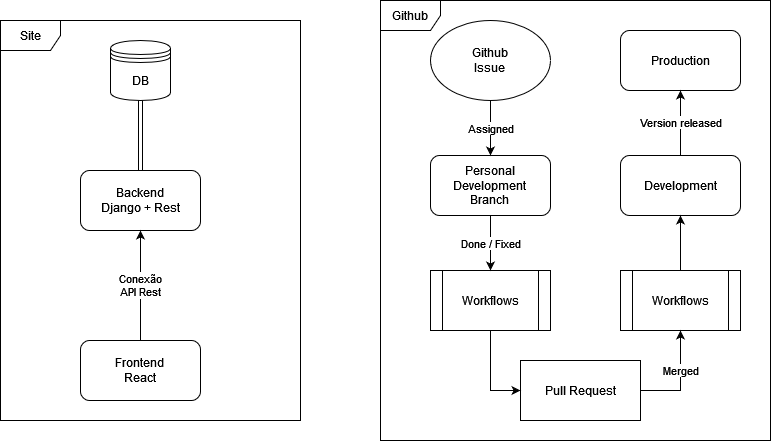 Site
DB
Backend
Django + Rest
Conexão
API Rest
Frontend
React
Github
Github
Issue
Assigned
Personal
Development
Branch
Done / Fixed
Workflows
Pull Request
Merged
Workflows
Development
Version released
Production